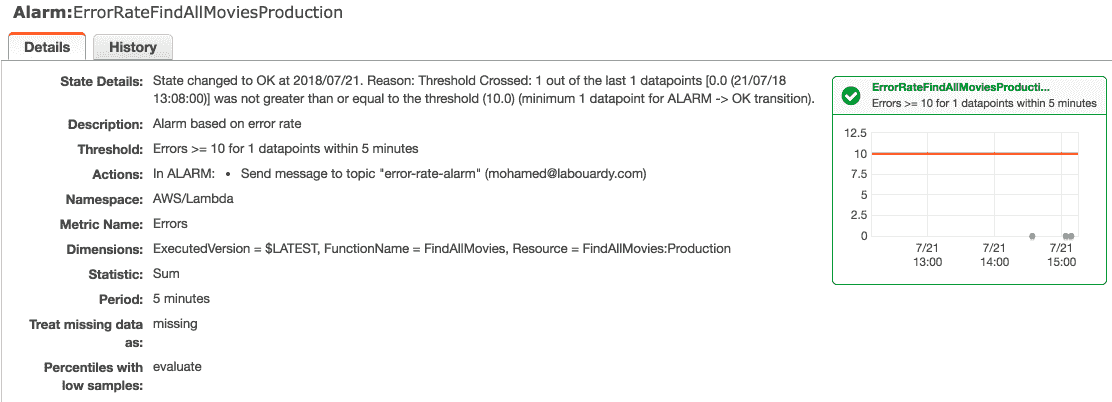 Alarm:ErrorRateFindAllMoviesProduction
Details
History
State Details: State changed to OK at 2018/07/21. Reason: Threshold Crossed: 1 out of the last 1 datapoints [0.0 (21/07/18
13:08:00)] was not greater than or equal to the threshold (10.0) (minimum 1 datapoint for ALARM -> OK transition).
Description: Alarm based on error rate
Threshold: Errors >= 10 for 1 datapoints within 5 minutes
Actions: In ALARM: • Send message to topic "error-rate-alarm" (mohamed@labouardy.com)
Namespace: AWS/Lambda
Metric Name: Errors
Dimensions: ExecutedVersion = $LATEST, FunctionName = FindAllMovies, Resource = FindAllMovies:Production
Statistic: Sum
Period: 5 minutes
Treat missing data missing
as:
Percentiles with evaluate
low samples:
ErrorRateFindAllMoviesProducti...
Errors >= 10 for 1 datapoints within 5 minutes
12.5
10
5
2.5
0
7/21 7/21 7/21
13:00 14:00 15:00